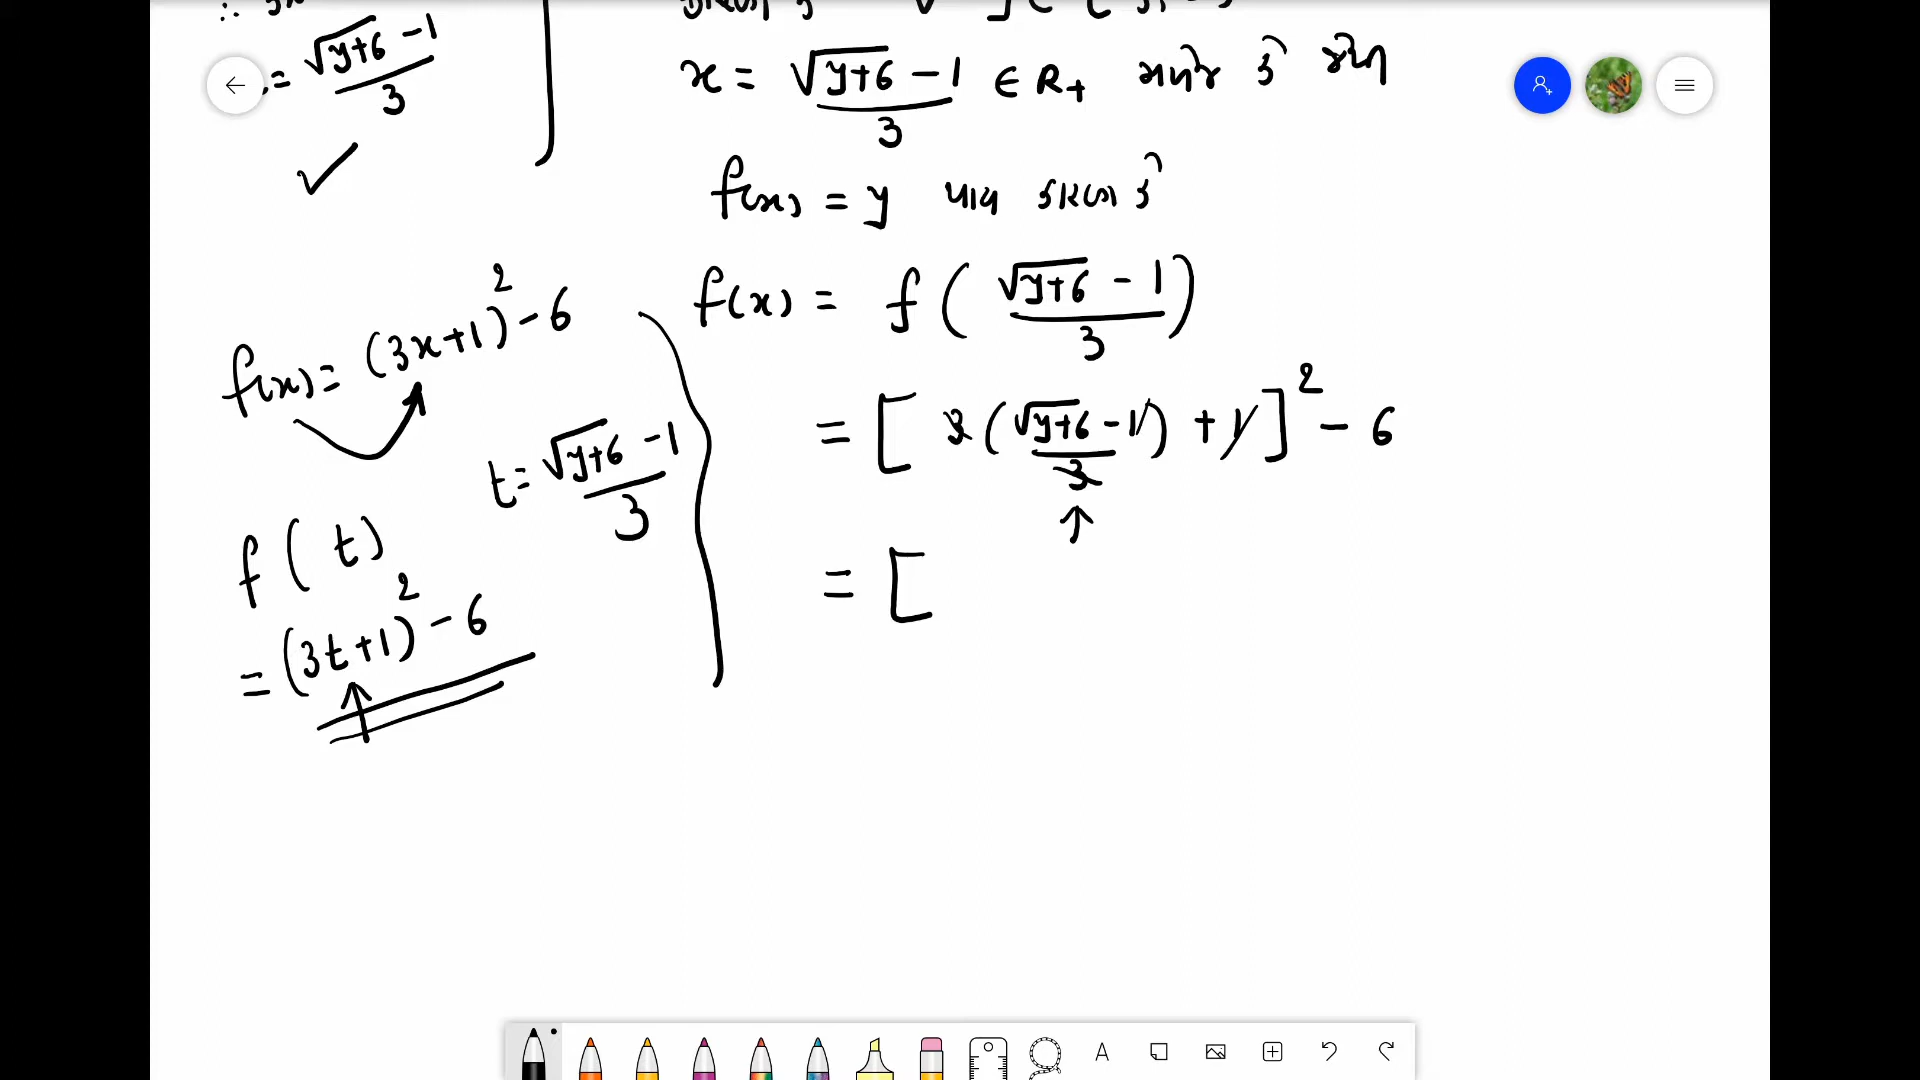 = √(y+6) - 1 / 3
x = (√(y+6) - 1) / 3 ∈ R+
f(x) = y
f(x) = (3x+1)² - 6
t = (√(y+6) - 1) / 3
f(t)
= (3t+1)² - 6
f(x) = f((√(y+6) - 1) / 3)
= [3((√(y+6) - 1) / 3) + 1]² - 6
= [